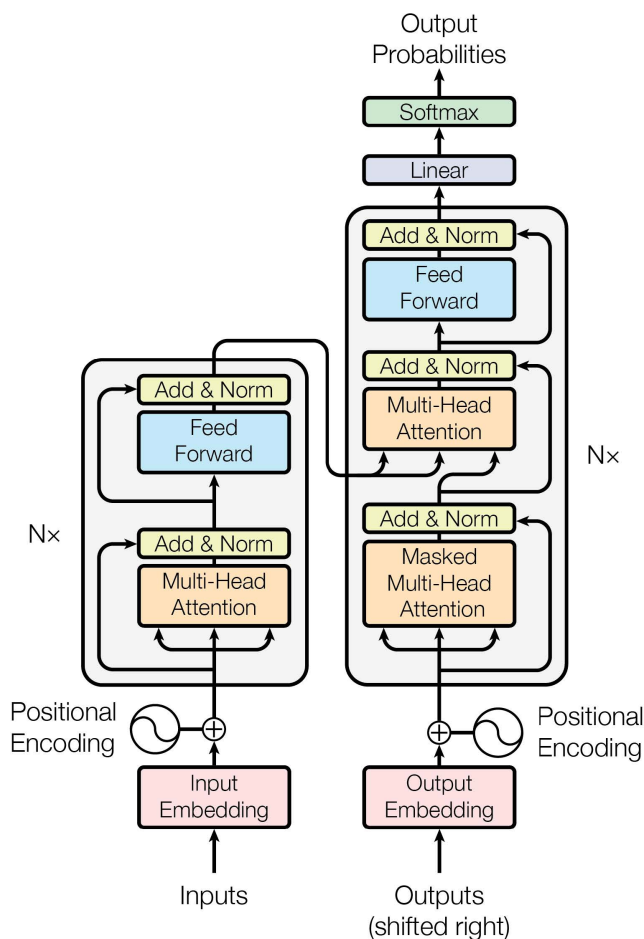 Output
Probabilities
Softmax
Linear
Add & Norm
Feed
Forward
Add & Norm
Multi-Head
Attention
Add & Norm
Masked
Multi-Head
Attention
N×
Add & Norm
Feed
Forward
Add & Norm
Multi-Head
Attention
N×
Positional
Encoding
Positional
Encoding
Input
Embedding
Output
Embedding
Inputs
Outputs
(shifted right)